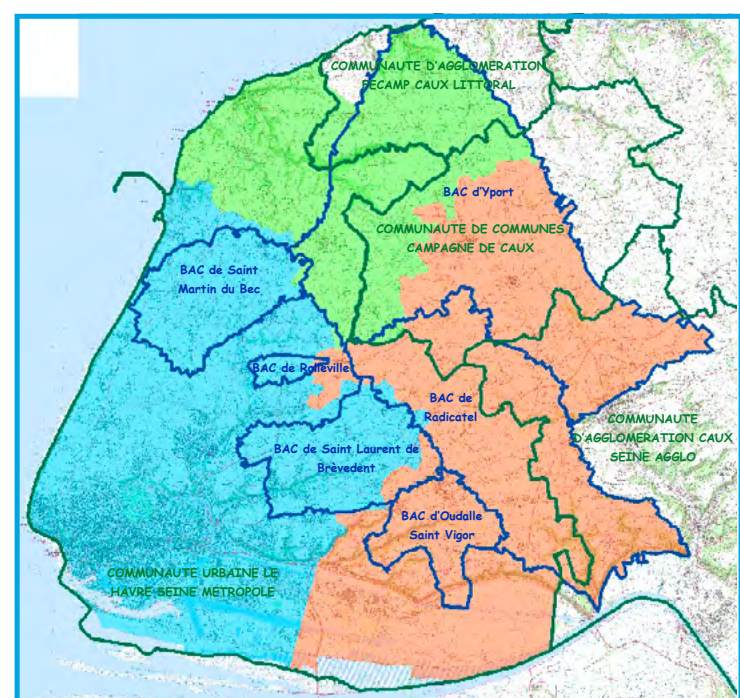 COMMUNAUTE D'AGGLOMERATION
FECAMP CAUX LITTORAL
BAC d'Yport
COMMUNAUTE DE COMMUNES
CAMPAGNE DE CAUX
BAC de Saint
Martin du Bec
BAC de Rolleville
BAC de
Radicatel
COMMUNAUTE
D'AGGLOMERATION CAUX
SEINE AGGLO
BAC de Saint Laurent de
Brèvedent
BAC d'Oudalle
Saint Vigor
COMMUNAUTE URBAINE LE
HAVRE SEINE METROPOLE